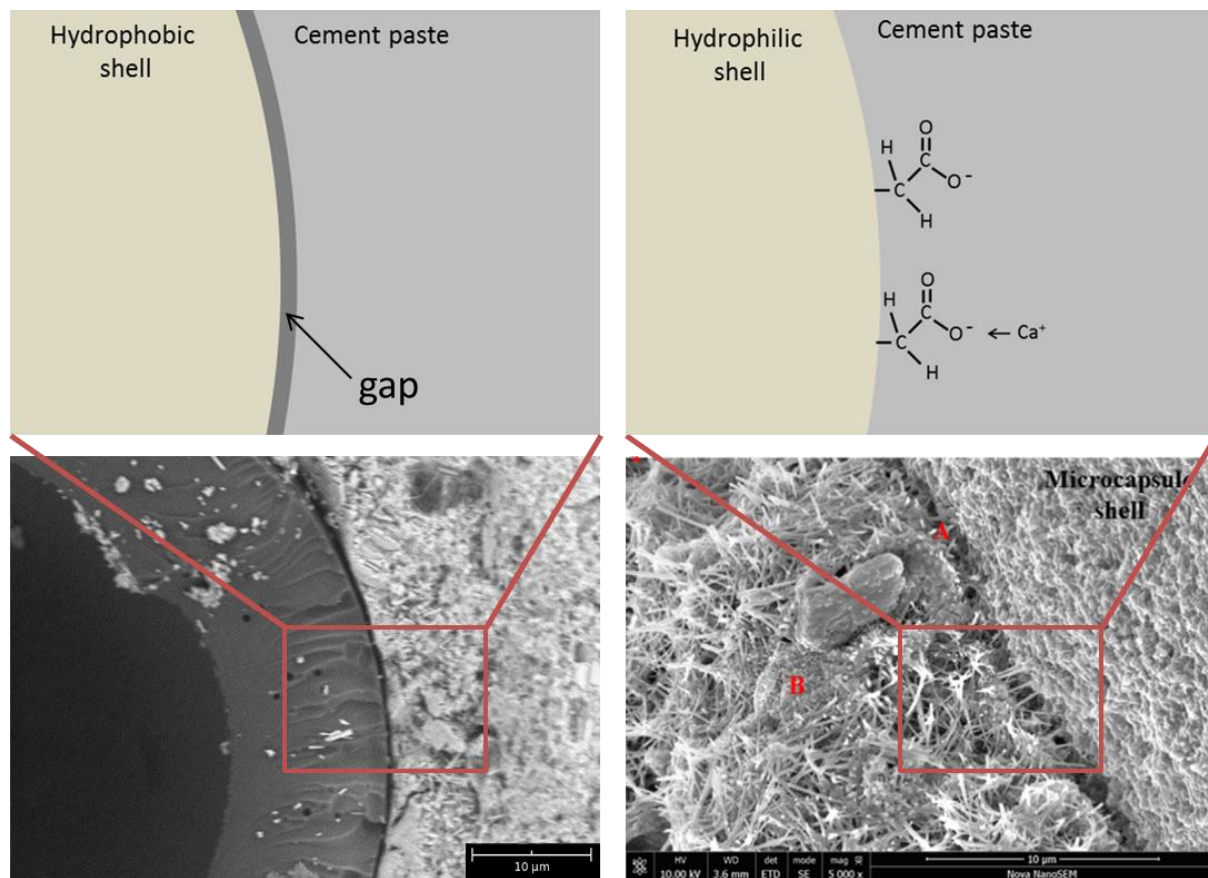 Hydrophobic
shell
Cement paste
gap
Hydrophilic
shell
Cement paste
H
O
C
O-
C
H
H
O
C
O-
C
H
Ca+
10 µm
Microcapsule
shell
A
B
HV
WD
det
mode
mag
10 µm
10.00 kV
3.6 mm
ETD
SE
5 000 x
Nova NanoSEM